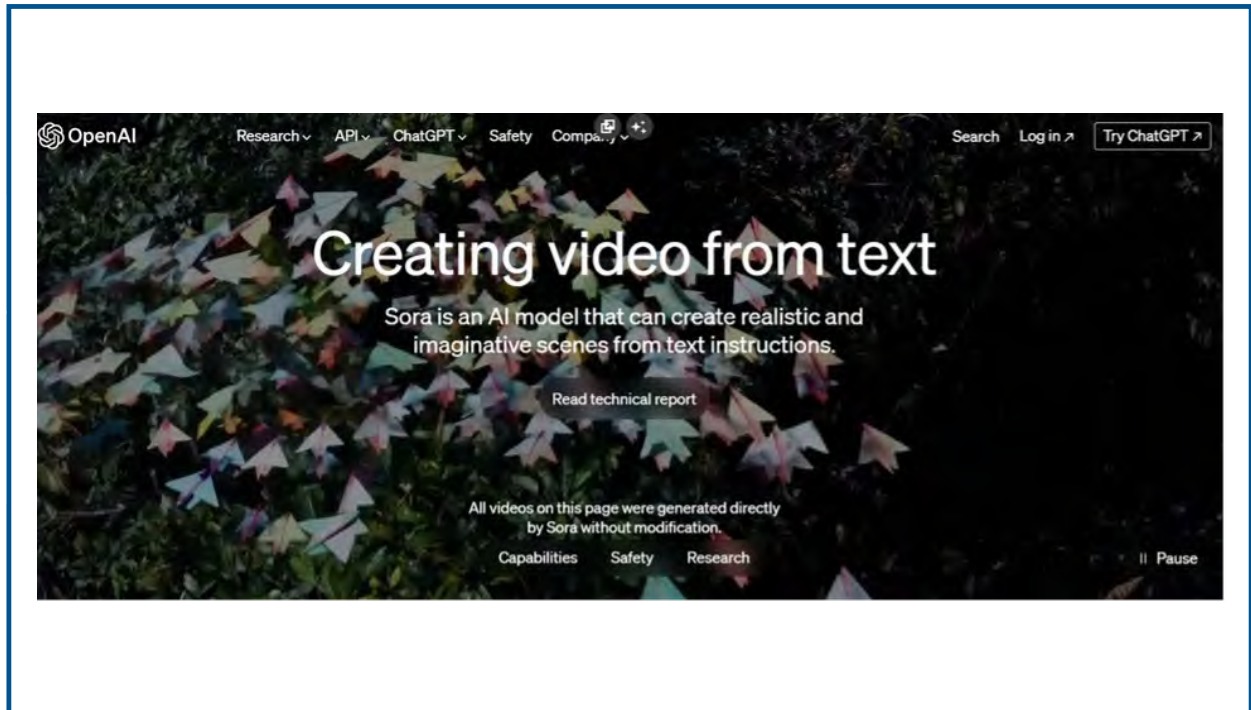 OpenAI Research API ChatGPT Safety Company Search Log in ↗ Try ChatGPT ↗
Creating video from text
Sora is an AI model that can create realistic and
imaginative scenes from text instructions.
Read technical report
All videos on this page were generated directly
by Sora without modification.
Capabilities Safety Research Pause